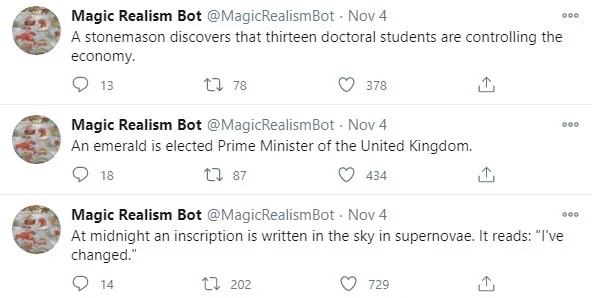 Magic Realism Bot @MagicRealismBot · Nov 4
A stonemason discovers that thirteen doctoral students are controlling the
economy.
13 78 378
Magic Realism Bot @MagicRealismBot · Nov 4
An emerald is elected Prime Minister of the United Kingdom.
18 87 434
Magic Realism Bot @MagicRealismBot · Nov 4
At midnight an inscription is written in the sky in supernovae. It reads: "I've
changed."
14 202 729